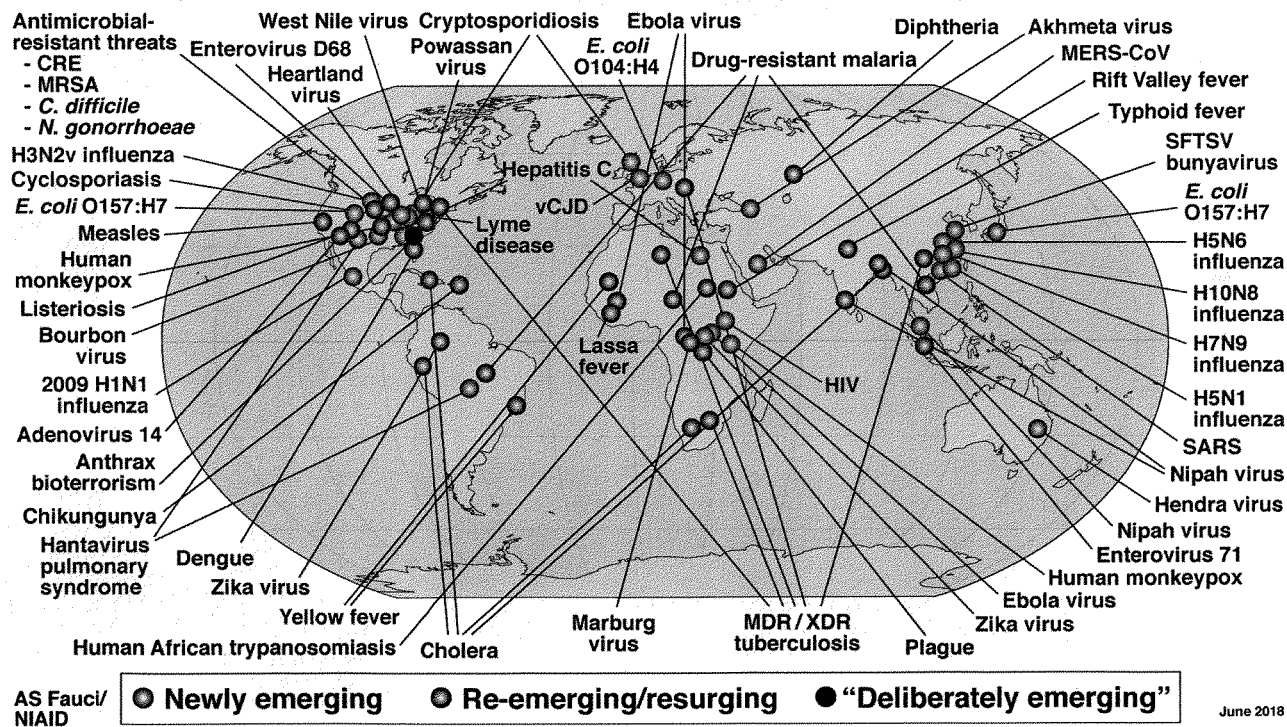 Antimicrobial-
resistant threats
- CRE
- MRSA
- C. difficile
- N. gonorrhoeae
West Nile virus
Enterovirus D68
Heartland
virus
Cryptosporidiosis
Powassan
virus
E. coli
O104:H4
Ebola virus
Drug-resistant malaria
Diphtheria
Akhmeta virus
MERS-CoV
Rift Valley fever
Typhoid fever
SFTSV
bunyavirus
E. coli
O157:H7
H5N6
influenza
H10N8
influenza
H7N9
influenza
H5N1
influenza
SARS
Nipah virus
Hendra virus
Nipah virus
Enterovirus 71
Human monkeypox
Ebola virus
Zika virus
Plague
H3N2v influenza
Cyclosporiasis
E. coli O157:H7
Measles
Human
monkeypox
Listeriosis
Bourbon
virus
2009 H1N1
influenza
Adenovirus 14
Anthrax
bioterrorism
Chikungunya
Hantavirus
pulmonary
syndrome
Dengue
Zika virus
Yellow fever
Human African trypanosomiasis
Cholera
Marburg
virus
MDR/XDR
tuberculosis
Hepatitis C
vCJD
Lyme
disease
Lassa
fever
HIV
AS Fauci/
NIAID
Newly emerging
Re-emerging/resurging
"Deliberately emerging"
June 2018